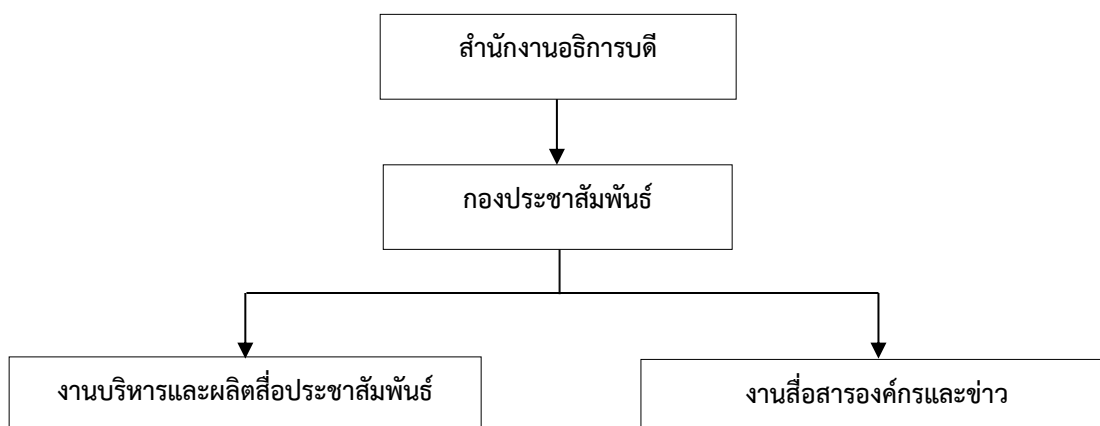 สำนักงานอธิการบดี
กองประชาสัมพันธ์
งานบริหารและผลิตสื่อประชาสัมพันธ์
งานสื่อสารองค์กรและข่าว